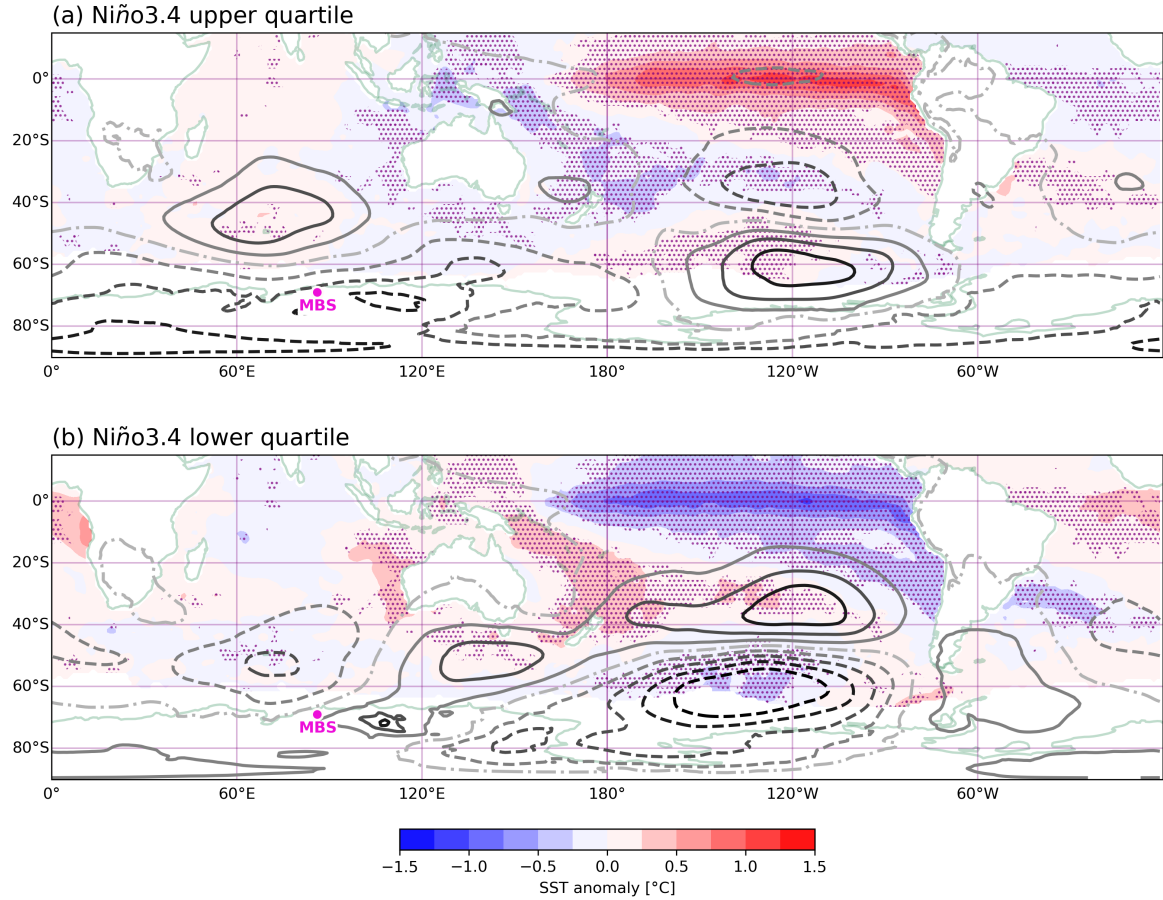 (a) Niño3.4 upper quartile
0°
20°S
40°S
60°S
80°S
MBS
0° 60°E 120°E 180° 120°W 60°W
(b) Niño3.4 lower quartile
0°
20°S
40°S
60°S
80°S
MBS
0° 60°E 120°E 180° 120°W 60°W
−1.5 −1.0 −0.5 0.0 0.5 1.0 1.5
SST anomaly [°C]